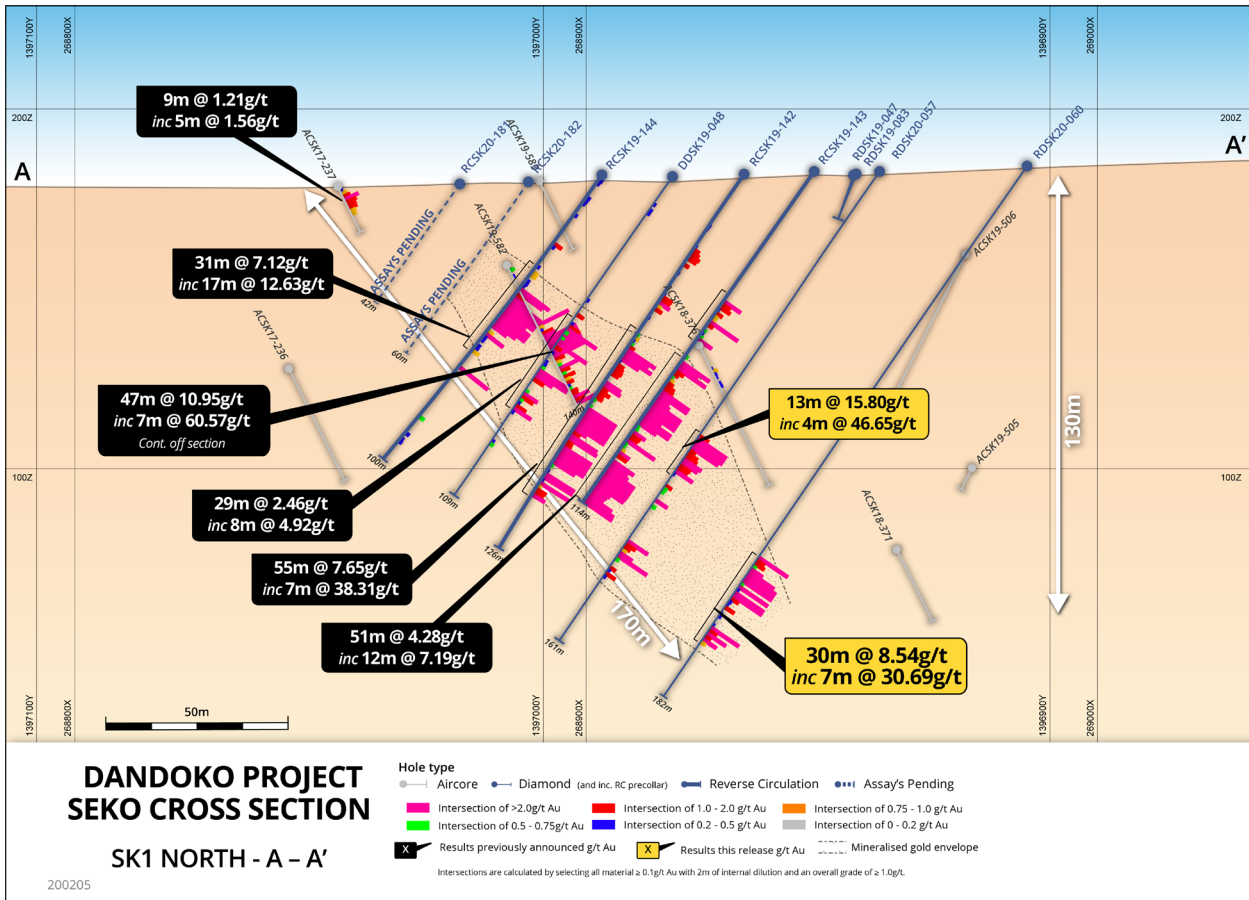 1397100Y
268800X
1397000Y
268900X
1396900Y
269000X
200Z
200Z
A
A'
ACSK17-237
RCSK20-181
RCSK20-182
RCSK19-144
DDSK19-048
RCSK19-142
RCSK19-143
RDSK19-047
RDSK19-083
RDSK20-057
RDSK20-060
9m @ 1.21g/t
inc 5m @ 1.56g/t
ACSK19-582
ACSK19-506
ASSAYS PENDING
ASSAYS PENDING
31m @ 7.12g/t
inc 17m @ 12.63g/t
42m
60m
ACSK17-236
ACSK18-376
47m @ 10.95g/t
inc 7m @ 60.57g/t
Cont. off section
140m
13m @ 15.80g/t
inc 4m @ 46.65g/t
130m
100m
ACSK19-505
100Z
100Z
29m @ 2.46g/t
inc 8m @ 4.92g/t
109m
114m
ACSK18-371
126m
55m @ 7.65g/t
inc 7m @ 38.31g/t
51m @ 4.28g/t
inc 12m @ 7.19g/t
161m
170m
30m @ 8.54g/t
inc 7m @ 30.69g/t
182m
50m
1397100Y
268800X
1397000Y
268900X
1396900Y
269000X
DANDOKO PROJECT
SEKO CROSS SECTION
SK1 NORTH - A – A'
200205
Hole type
Aircore
Diamond (and inc. RC precollar)
Reverse Circulation
Assay's Pending
Intersection of >2.0g/t Au
Intersection of 1.0 - 2.0 g/t Au
Intersection of 0.75 - 1.0 g/t Au
Intersection of 0.5 - 0.75g/t Au
Intersection of 0.2 - 0.5 g/t Au
Intersection of 0 - 0.2 g/t Au
X Results previously announced g/t Au
X Results this release g/t Au
Mineralised gold envelope
Intersections are calculated by selecting all material ≥ 0.1g/t Au with 2m of internal dilution and an overall grade of ≥ 1.0g/t.